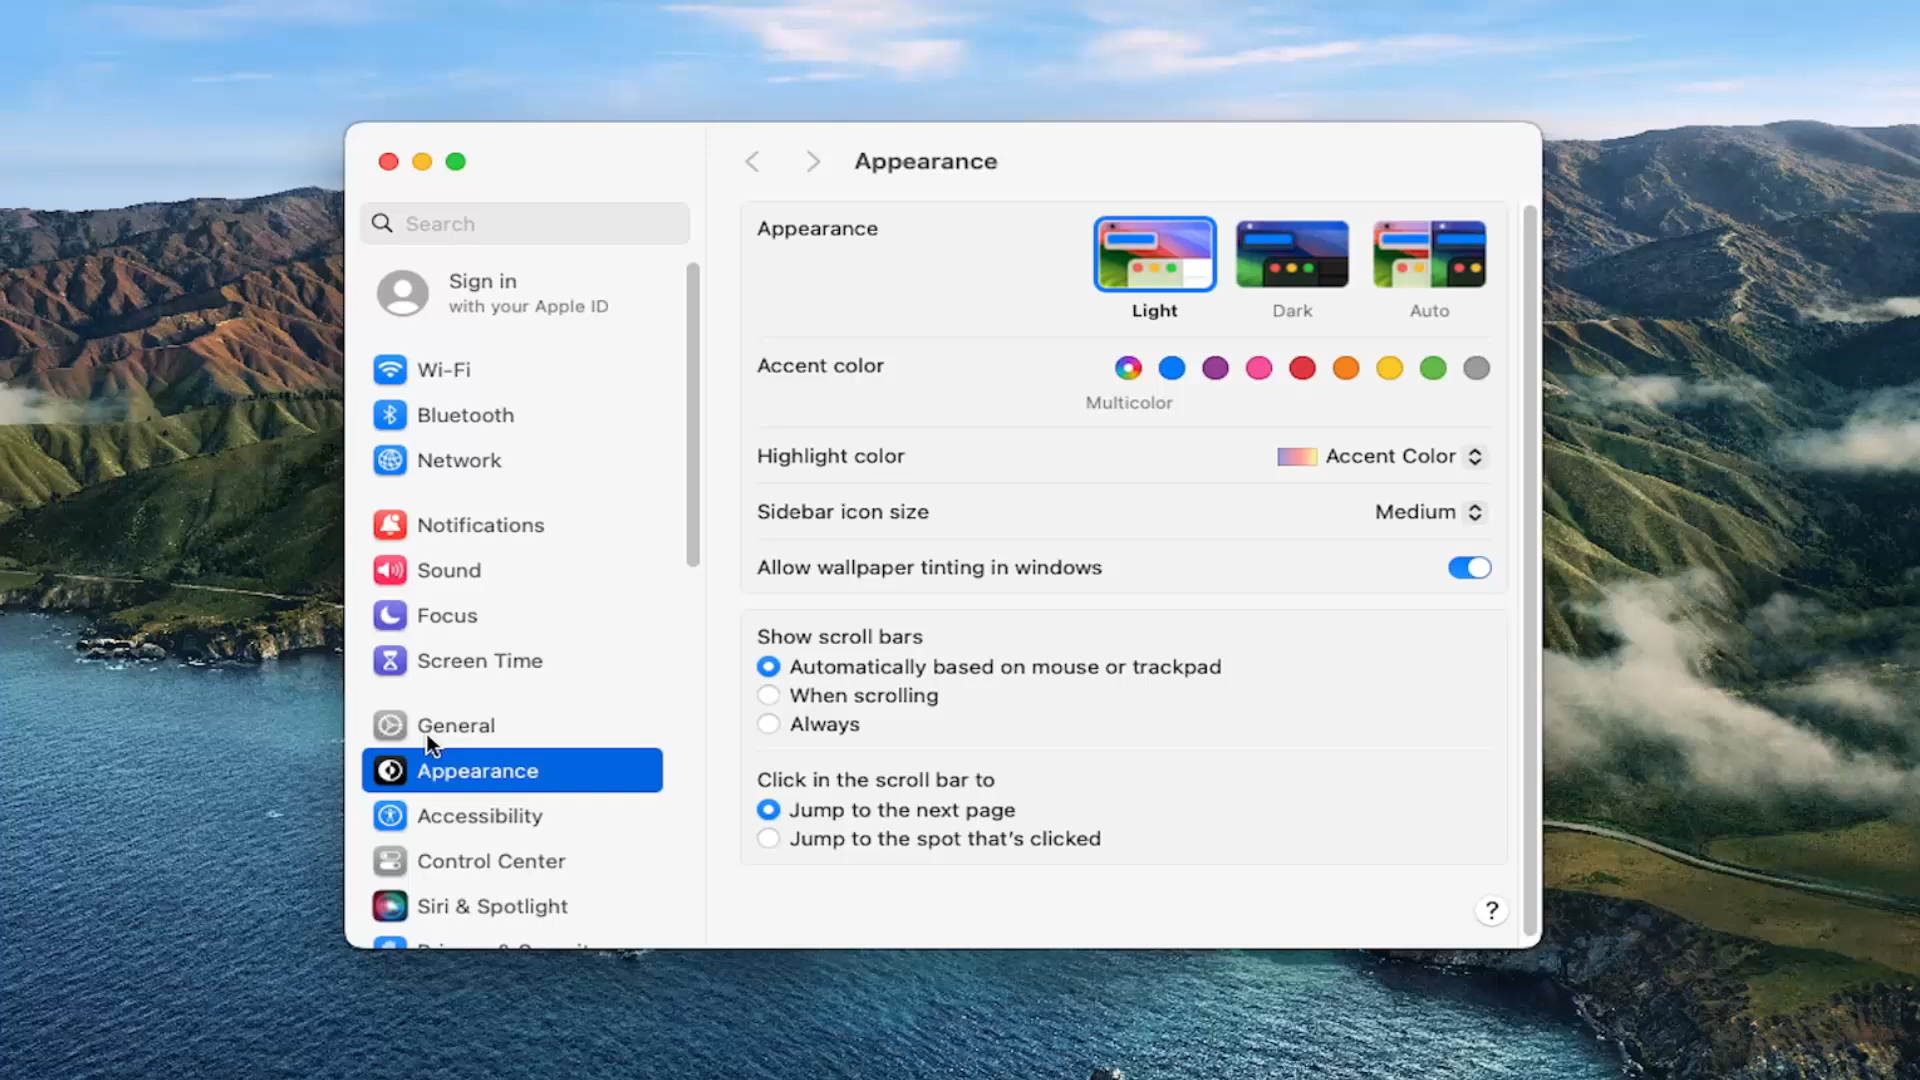 Appearance
Search
Sign in
with your Apple ID
Wi-Fi
Bluetooth
Network
Notifications
Sound
Focus
Screen Time
General
Appearance
Accessibility
Control Center
Siri & Spotlight
Appearance
Light
Dark
Auto
Accent color
Multicolor
Highlight color
Accent Color
Sidebar icon size
Medium
Allow wallpaper tinting in windows
Show scroll bars
Automatically based on mouse or trackpad
When scrolling
Always
Click in the scroll bar to
Jump to the next page
Jump to the spot that's clicked
?